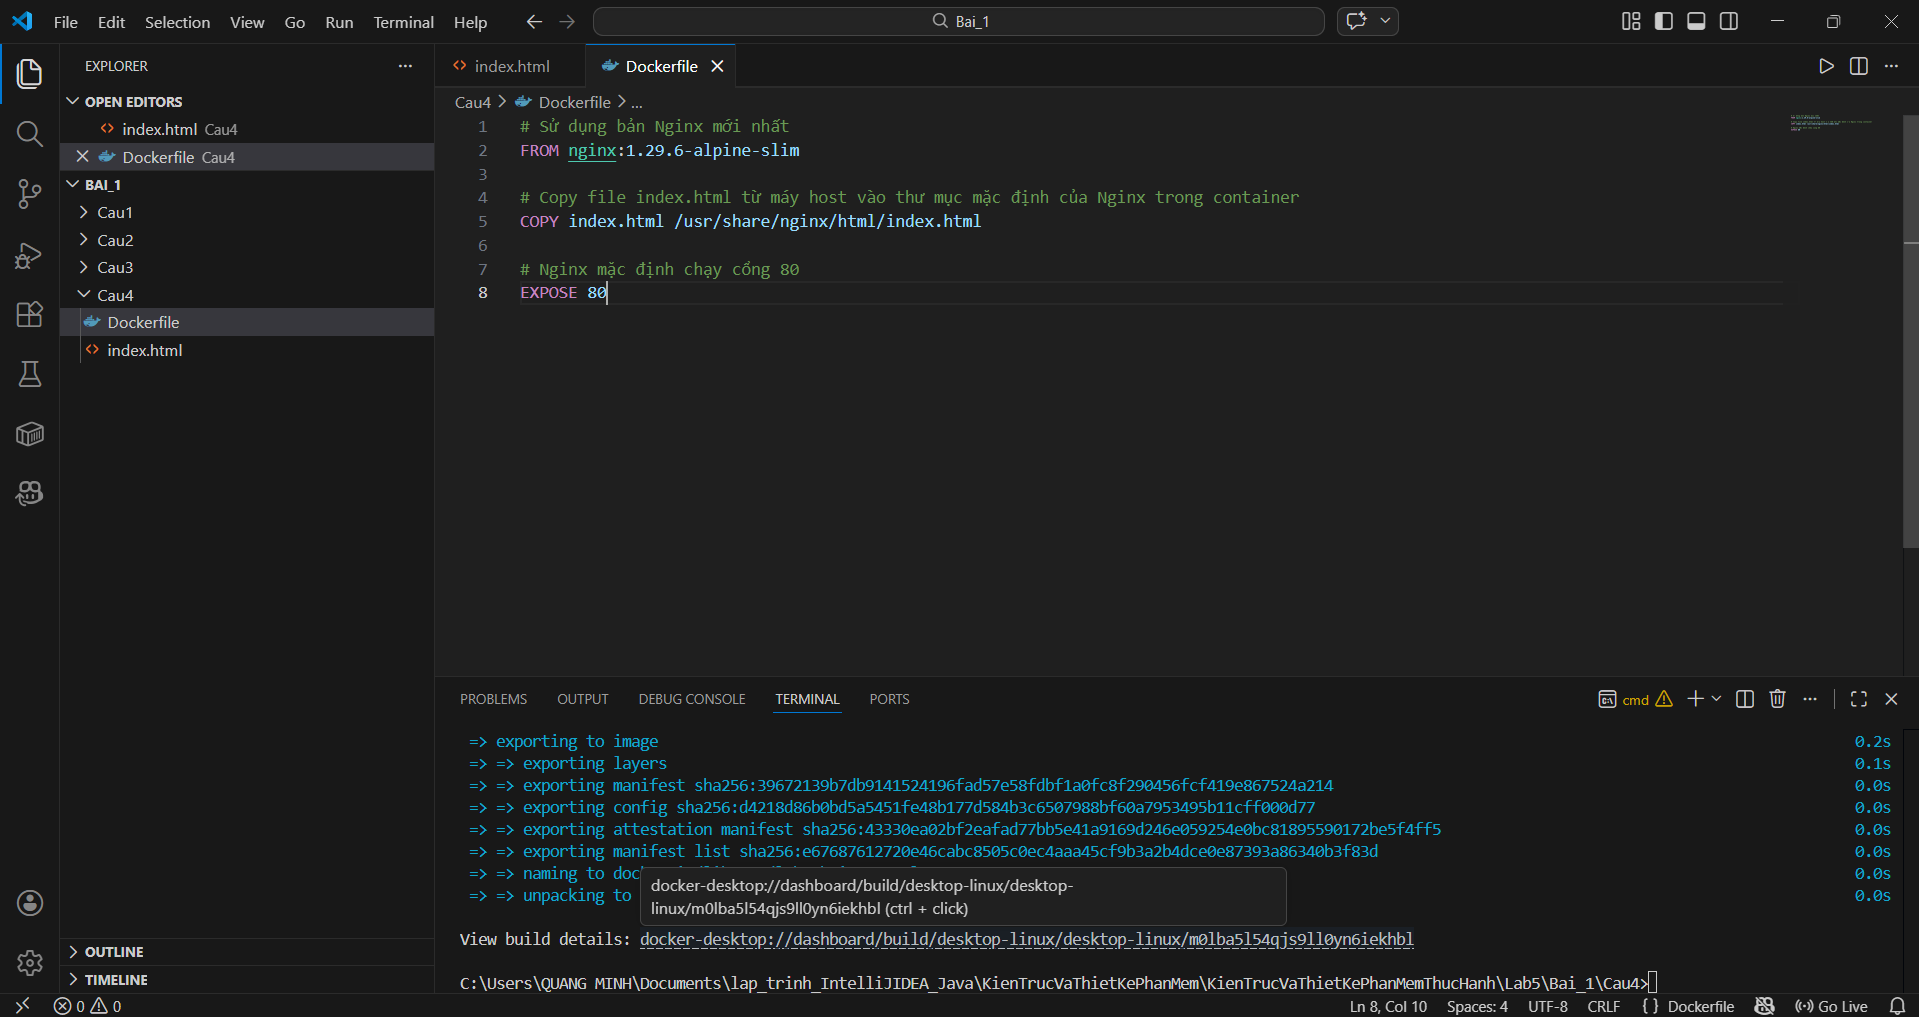 File Edit Selection View Go Run Terminal Help
Bai_1
EXPLORER
OPEN EDITORS
index.html Cau4
Dockerfile Cau4
BAI_1
Cau1
Cau2
Cau3
Cau4
Dockerfile
index.html
OUTLINE
TIMELINE
index.html
Dockerfile
Cau4 > Dockerfile > ...
1 # Sử dụng bản Nginx mới nhất
2 FROM nginx:1.29.6-alpine-slim
3
4 # Copy file index.html từ máy host vào thư mục mặc định của Nginx trong container
5 COPY index.html /usr/share/nginx/html/index.html
6
7 # Nginx mặc định chạy cổng 80
8 EXPOSE 80
PROBLEMS OUTPUT DEBUG CONSOLE TERMINAL PORTS
cmd
=> exporting to image 0.2s
=> => exporting layers 0.1s
=> => exporting manifest sha256:39672139b7db9141524196fad57e58fdbf1a0fc8f290456fcf419e867524a214 0.0s
=> => exporting config sha256:d4218d86b0bd5a5451fe48b177d584b3c6507988bf60a7953495b11cff000d77 0.0s
=> => exporting attestation manifest sha256:43330ea02bf2eafad77bb5e41a9169d246e059254e0bc81895590172be5f4ff5 0.0s
=> => exporting manifest list sha256:e67687612720e46cabc8505c0ec4aaa45cf9b3a2b4dce0e87393a86340b3f83d 0.0s
=> => naming to doc 0.0s
=> => unpacking to 0.0s
docker-desktop://dashboard/build/desktop-linux/desktop-
linux/m0lba5l54qjs9ll0yn6iekhbl (ctrl + click)
View build details: docker-desktop://dashboard/build/desktop-linux/desktop-linux/m0lba5l54qjs9ll0yn6iekhbl
C:\Users\QUANG MINH\Documents\lap_trinh_IntelliJIDEA_Java\KienTrucVaThietKePhanMem\KienTrucVaThietKePhanMemThucHanh\Lab5\Bai_1\Cau4>
0 0
Ln 8, Col 10 Spaces: 4 UTF-8 CRLF { } Dockerfile Go Live